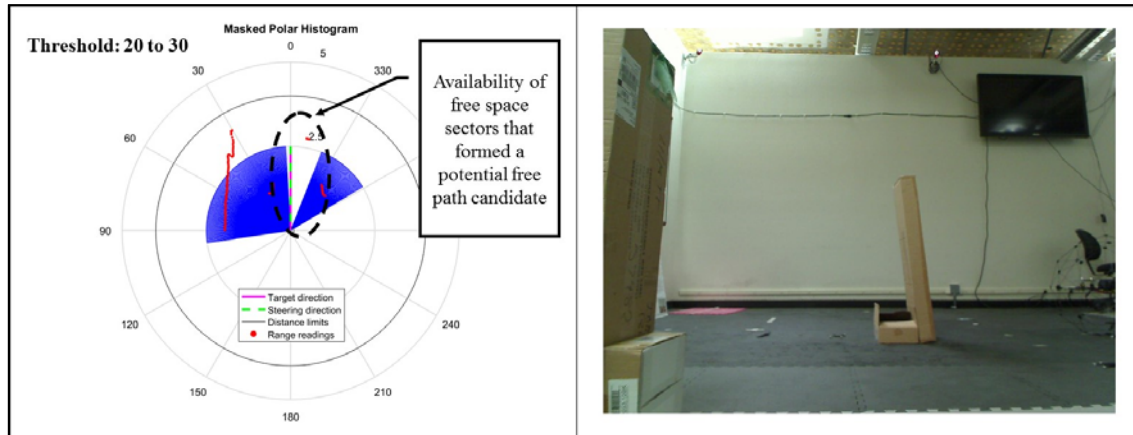 Threshold: 20 to 30
Masked Polar Histogram
0
5
30
330
2.5
60
90
120
240
150
210
180
Target direction
Steering direction
Distance limits
Range readings
Availability of
free space
sectors that
formed a
potential free
path candidate